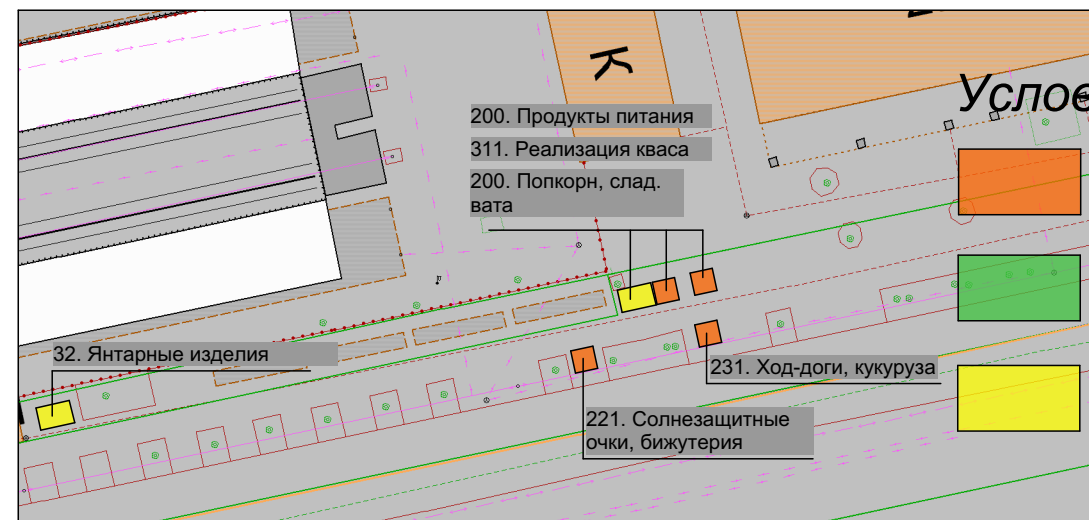 К
Услов
200. Продукты питания
311. Реализация кваса
200. Попкорн, слад.
вата
32. Янтарные изделия
231. Ход-доги, кукуруза
221. Солнезащитные
очки, бижутерия